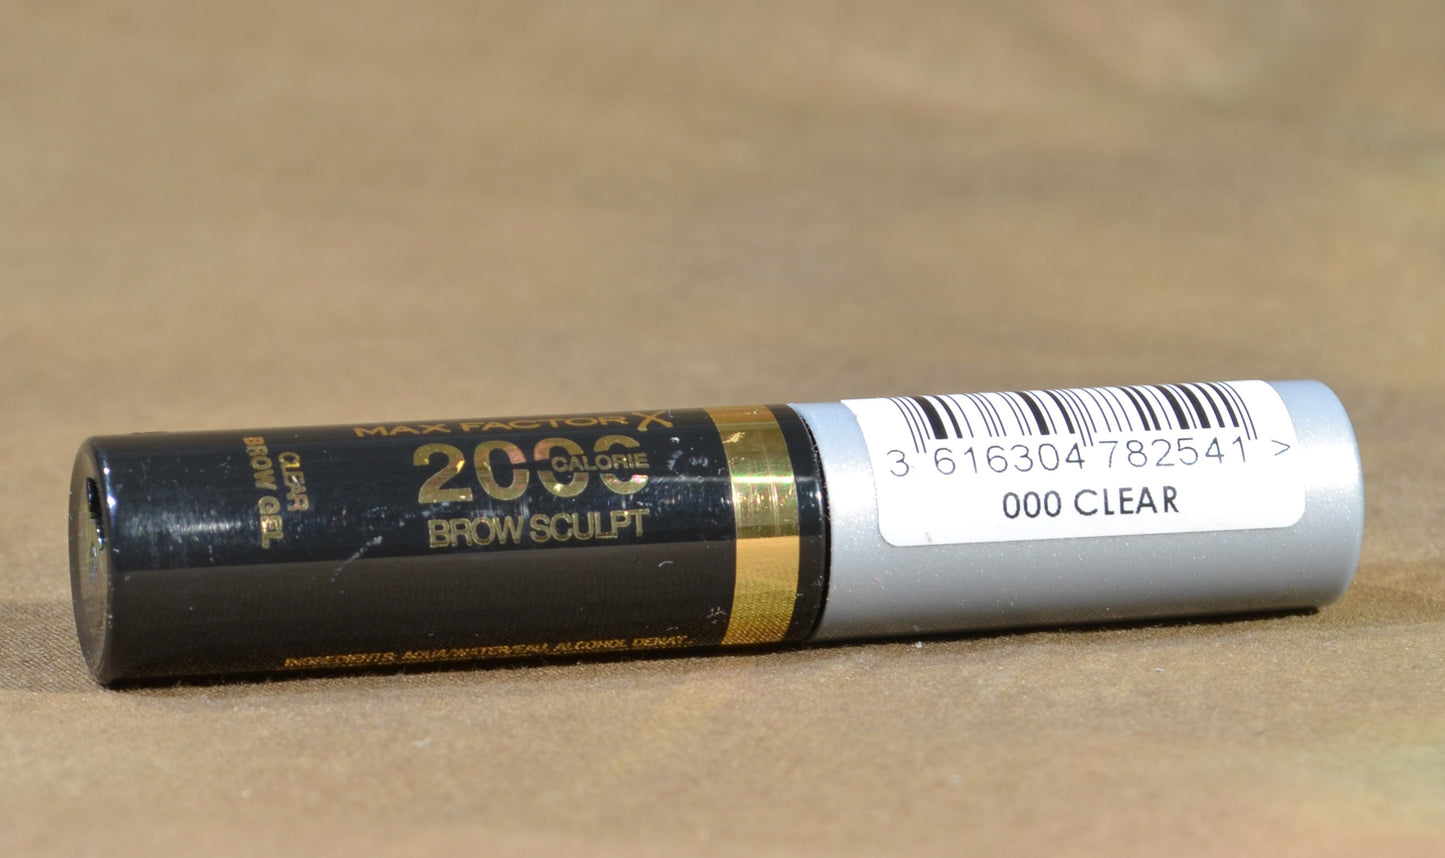 MAX FACTOR X
2000
CALORIE
BROW SCULPT
CLEAR
BROW GEL
INGREDIENTS: AQUA/WATER/EAU, ALCOHOL DENAT.
3 616304 782541 >
000 CLEAR